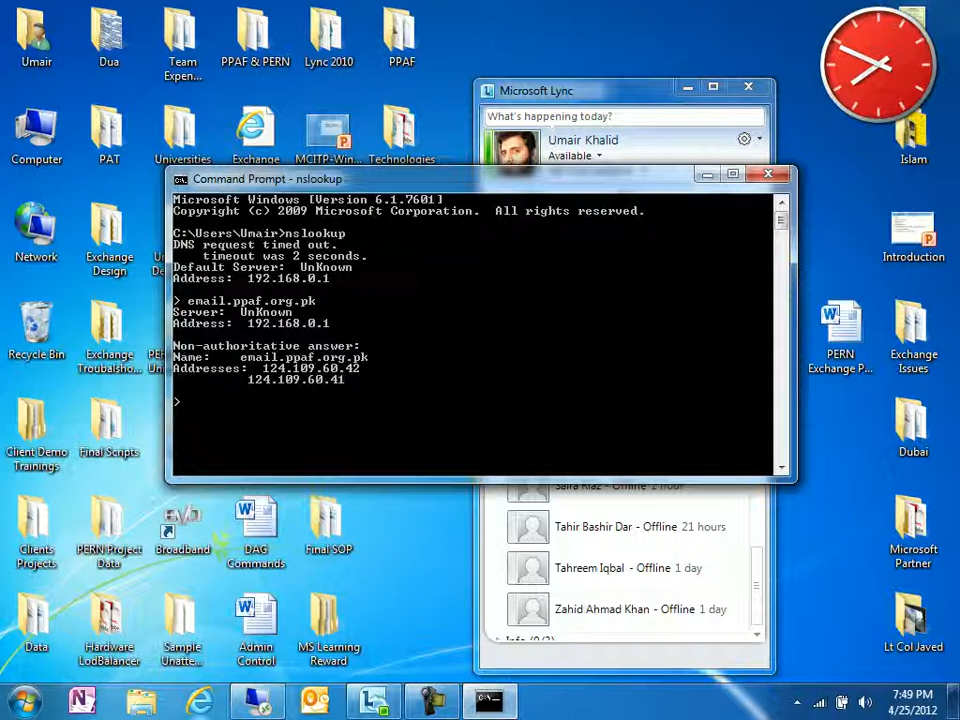 Umair
Dua
Team
Expen...
PPAF & PERN
Lync 2010
PPAF
Computer
PAT
Universities
Exchange
MCITP-Win...
Technologies
Islam
Microsoft Lync
What's happening today?
Umair Khalid
Available
Command Prompt - nslookup
Microsoft Windows [Version 6.1.7601]
Copyright (c) 2009 Microsoft Corporation.  All rights reserved.
C:\Users\Umair>nslookup
DNS request timed out.
timeout was 2 seconds.
Default Server:  UnKnown
Address:  192.168.0.1
> email.ppaf.org.pk
Server:  UnKnown
Address:  192.168.0.1
Non-authoritative answer:
Name:    email.ppaf.org.pk
Addresses:  124.109.60.42
124.109.60.41
>
Network
Exchange
Design
Introduction
Recycle Bin
Exchange
Troubalsho...
PERN
Exchange P...
Exchange
Issues
Client Demo
Trainings
Final Scripts
Dubai
Saira Riaz - Offline 1 hour
Tahir Bashir Dar - Offline 21 hours
Tahreem Iqbal - Offline 1 day
Zahid Ahmad Khan - Offline 1 day
Clients
Projects
PERN Project
Data
Broadband
DAG
Commands
Final SOP
Microsoft
Partner
Data
Hardware
LodBalancer
Sample
Unatte...
Admin
Control
MS Learning
Reward
Lt Col Javed
7:49 PM
4/25/2012